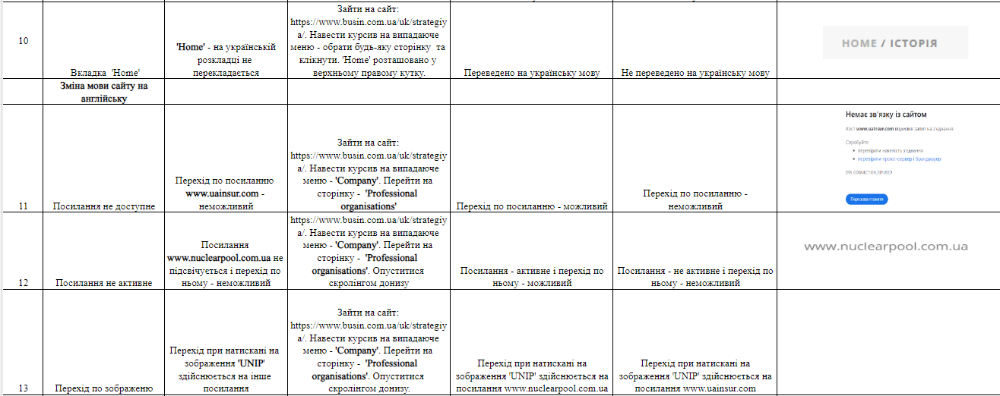 10
Вкладка 'Home'
'Home' - на українській
розкладці не
перекладається
Зайти на сайт:
https://www.busin.com.ua/uk/strategiy
a/. Навести курсив на випадаюче
меню - обрати будь-яку сторінку та
клікнути. 'Home' розташовано у
верхньому правому кутку.
Переведено на українську мову
Не переведено на українську мову
HOME / ІСТОРІЯ
Зміна мови сайту на
англійську
11
Посилання не доступне
Перехід по посиланню
www.uainsur.com -
неможливий
Зайти на сайт:
https://www.busin.com.ua/uk/strategiy
a/. Навести курсив на випадаюче
меню - 'Company'. Перейти на
сторінку - 'Professional
organisations'
Перехід по посиланню - можливий
Перехід по посиланню -
неможливий
Немає зв'язку із сайтом
Хост www.uainsur.com відхилив запит на з'єднання.
Спробуйте:
• перевірити наявність з'єднання
• перевірити проксі-сервер і брандмауер
ERR_CONNECTION_REFUSED
Перезавантажити
12
Посилання не активне
Посилання
www.nuclearpool.com.ua не
підсвічується і перехід по
ньому - неможливий
https://www.busin.com.ua/uk/strategiy
a/. Навести курсив на випадаюче
меню - 'Company'. Перейти на
сторінку - 'Professional
organisations'. Опуститися
скролінгом донизу
Посилання - активне і перехід по
ньому - можливий
Посилання - не активне і перехід по
ньому - неможливий
www.nuclearpool.com.ua
13
Перехід по зображеню
Перехід при натискані на
зображення 'UNIP'
здійснюється на інше
посилання
Зайти на сайт:
https://www.busin.com.ua/uk/strategiy
a/. Навести курсив на випадаюче
меню - 'Company'. Перейти на
сторінку - 'Professional
organisations'. Опуститися
скролінгом донизу.
Перехід при натискані на
зображення 'UNIP' здійснюється на
посилання www.nuclearpool.com.ua
Перехід при натискані на
зображення 'UNIP' здійснюється на
посилання www.uainsur.com